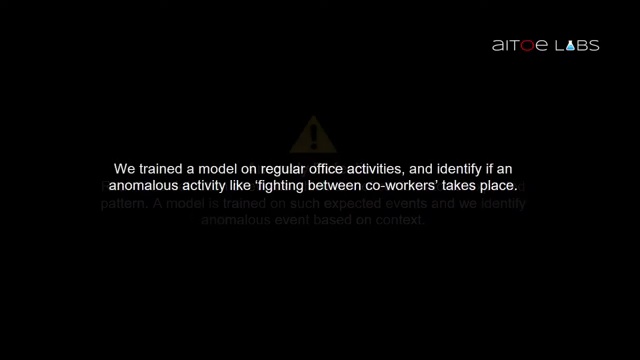 aiTOe LABS
We trained a model on regular office activities, and identify if an
anomalous activity like ‘fighting between co-workers’ takes place.
pattern. A model is trained on such expected events and we identify
anomalous event based on context.